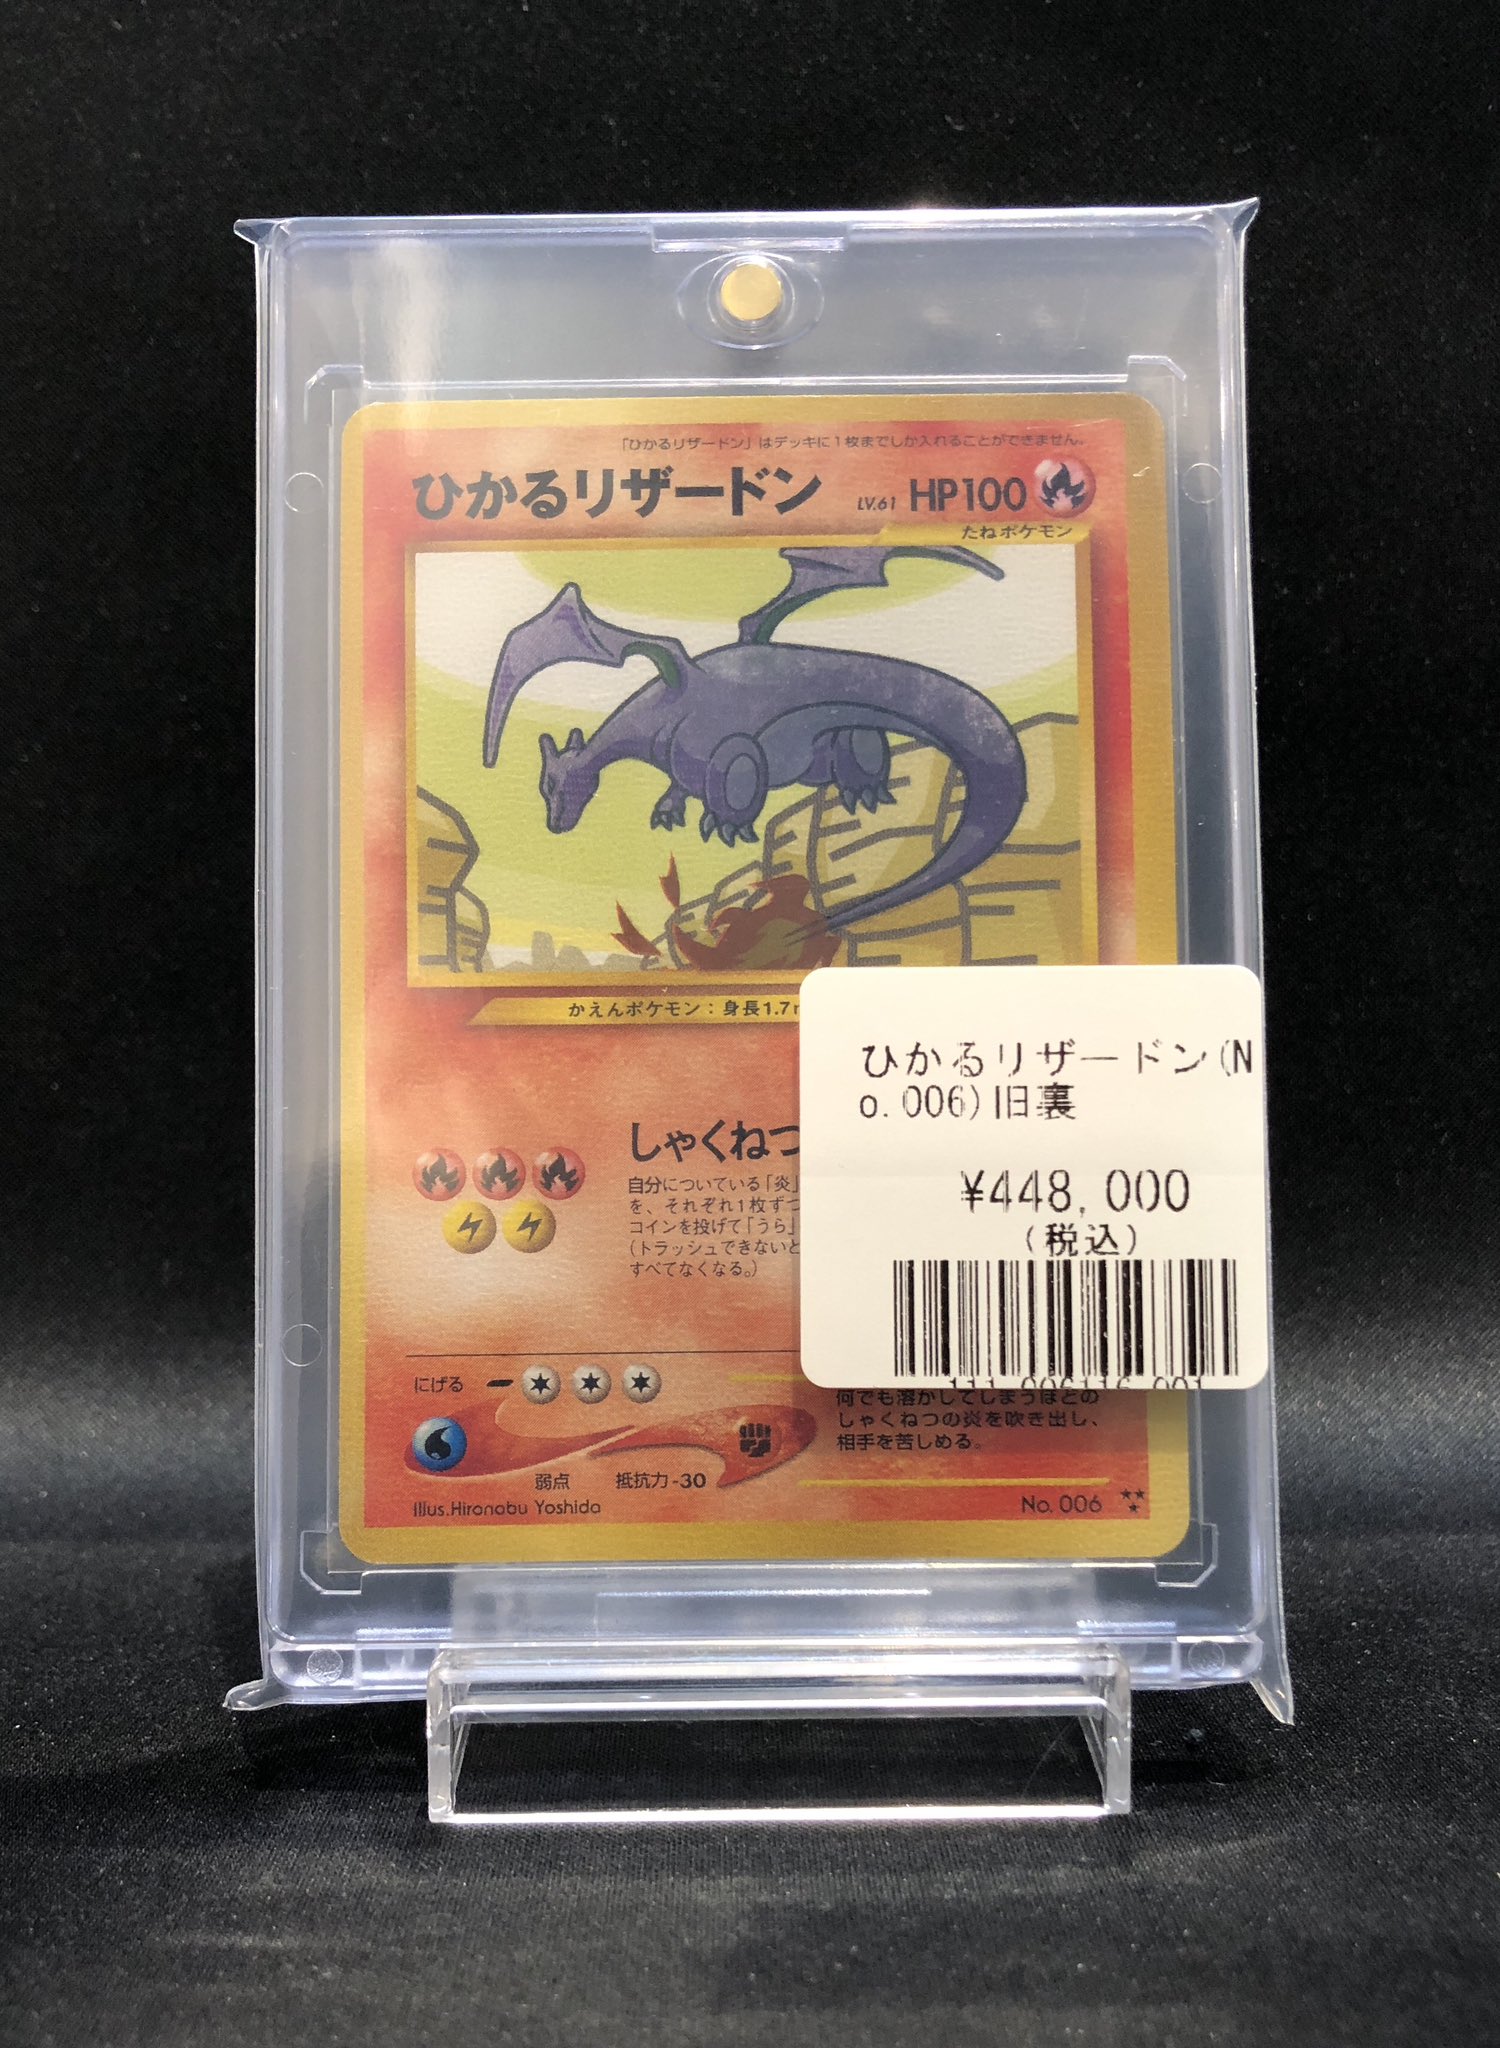 「ひかるリザードン」はデッキに1枚までしか入れることができません。
ひかるリザードン LV.61 HP100
たねポケモン
かえんポケモン：身長1.7
ひかるリザードン(N
o.006)旧裏
¥448,000
(税込)
しゃくねつ
自分についている「炎」
を、それぞれ1枚ずつ
コインを投げて「うら」
(トラッシュできないと
すべてなくなる。)
にげる
何でも溶かしてしまうほどの
しゃくねつの炎を吹き出し、
相手を苦しめる。
弱点 抵抗力 -30
Illus.Hironobu Yoshida
No. 006